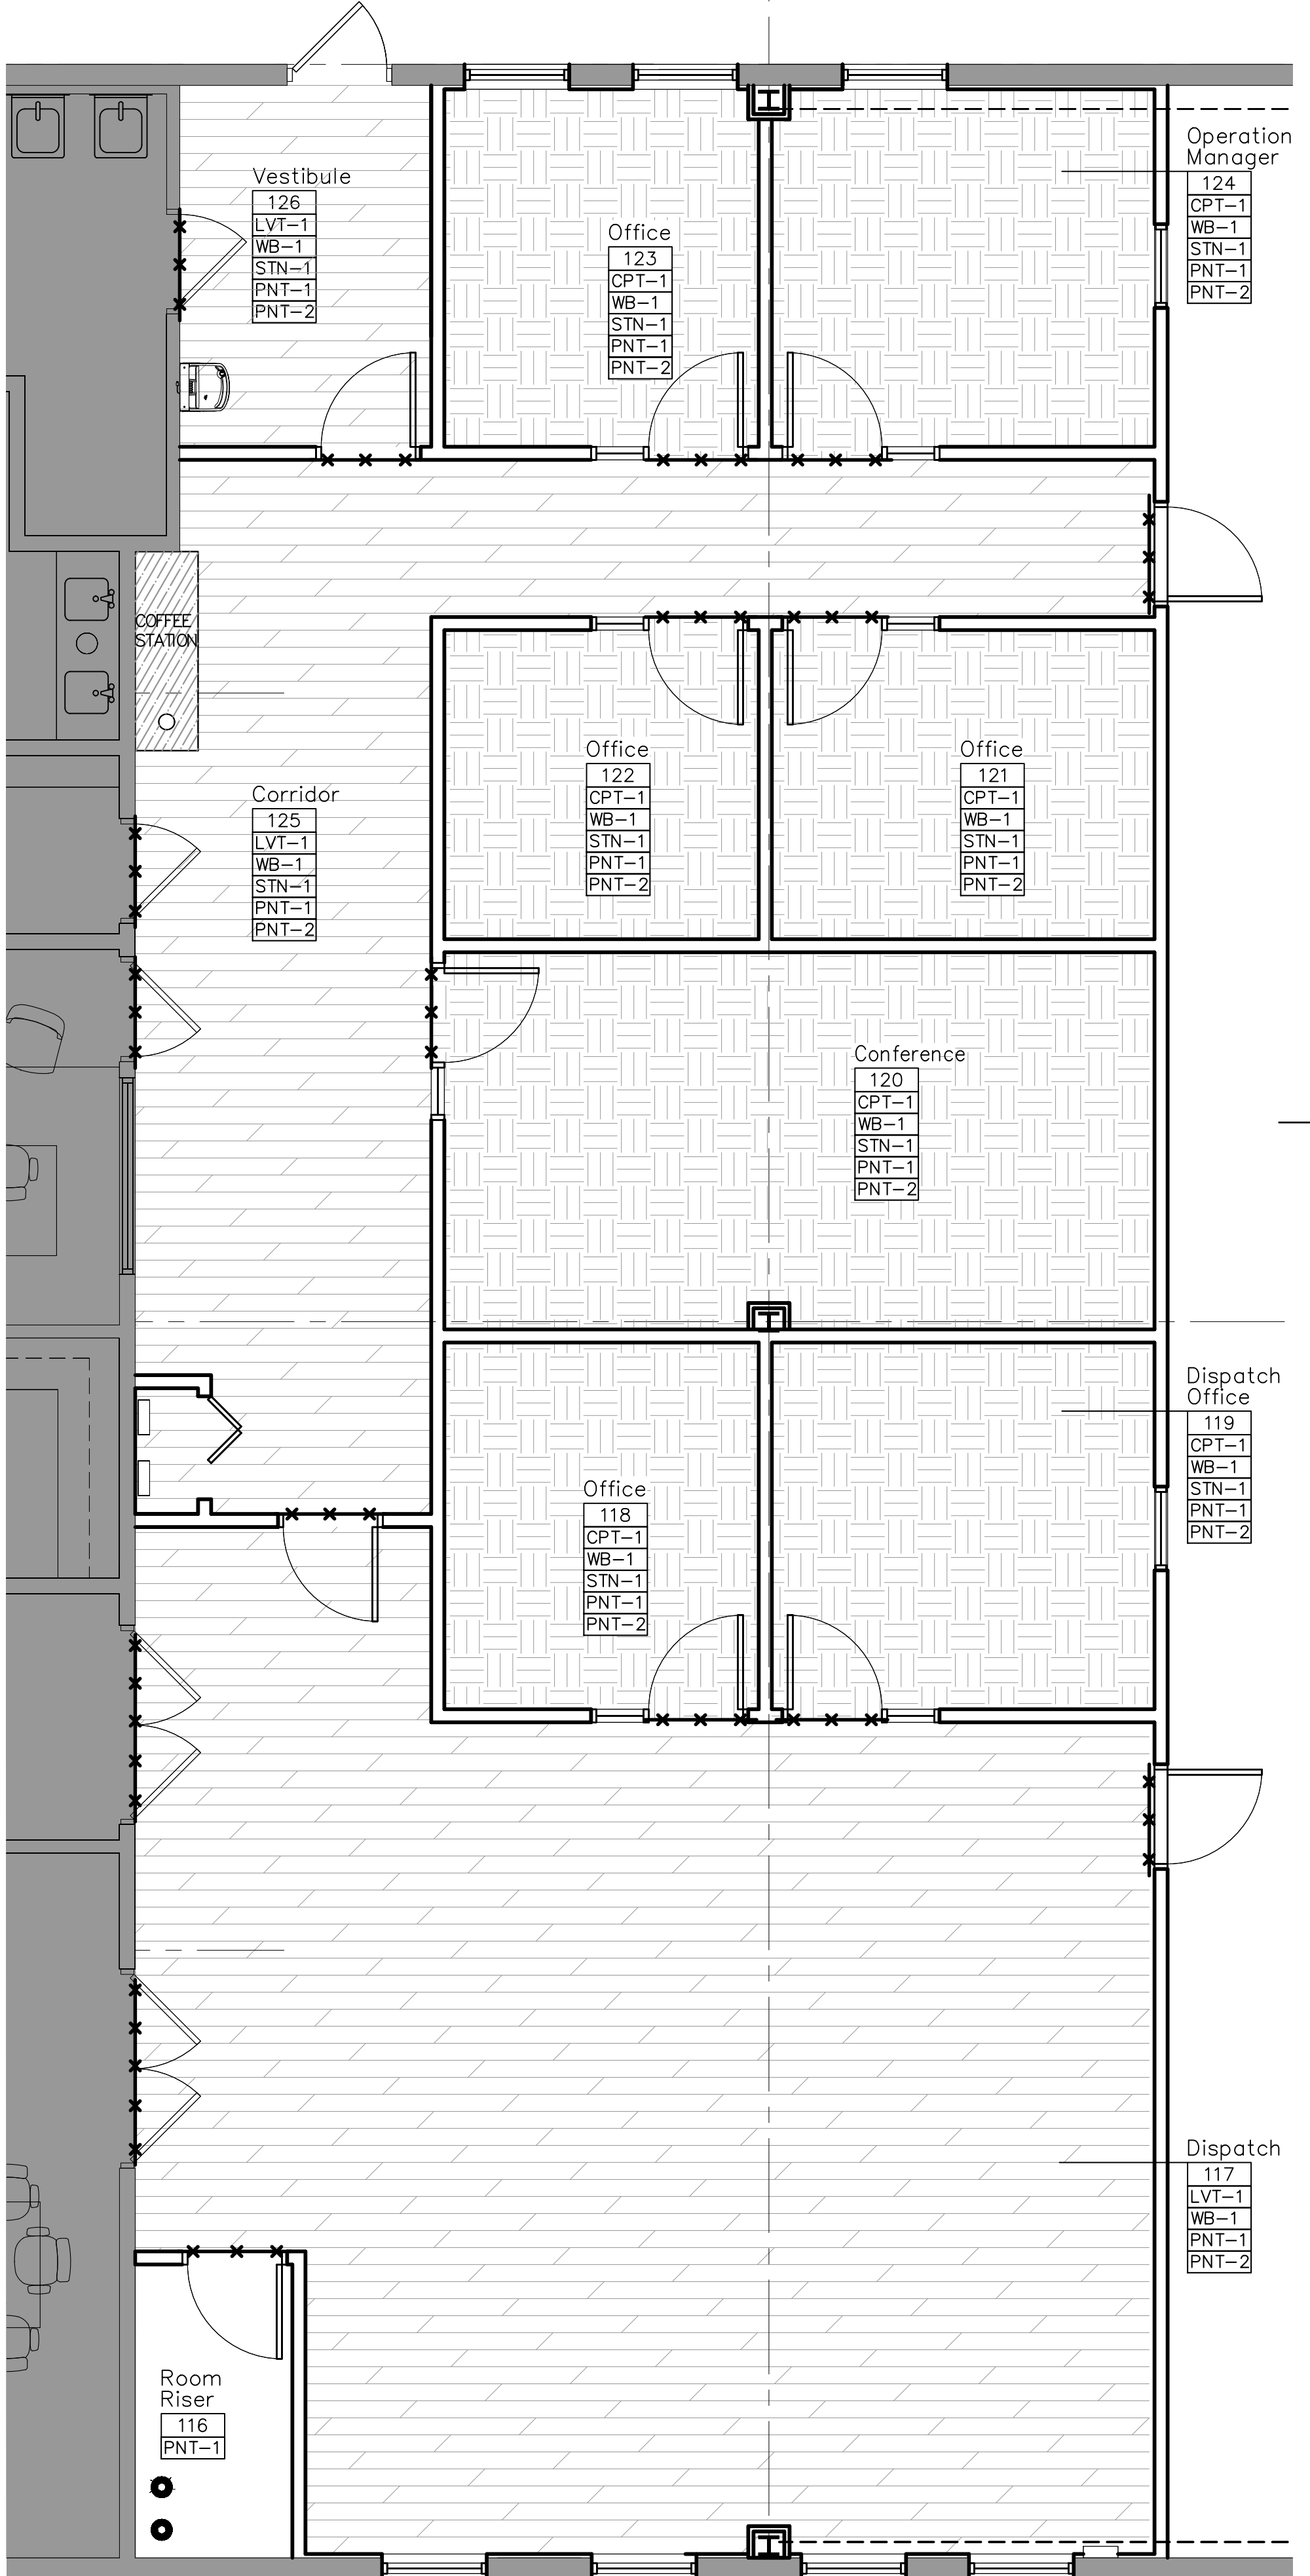 Operation
Manager
124
CPT-1
WB-1
STN-1
PNT-1
PNT-2
Vestibule
126
LVT-1
WB-1
STN-1
PNT-1
PNT-2
Office
123
CPT-1
WB-1
STN-1
PNT-1
PNT-2
COFFEE
STATION
Office
122
CPT-1
WB-1
STN-1
PNT-1
PNT-2
Office
121
CPT-1
WB-1
STN-1
PNT-1
PNT-2
Corridor
125
LVT-1
WB-1
STN-1
PNT-1
PNT-2
Conference
120
CPT-1
WB-1
STN-1
PNT-1
PNT-2
Dispatch
Office
119
CPT-1
WB-1
STN-1
PNT-1
PNT-2
Office
118
CPT-1
WB-1
STN-1
PNT-1
PNT-2
Dispatch
117
LVT-1
WB-1
PNT-1
PNT-2
Room
Riser
116
PNT-1